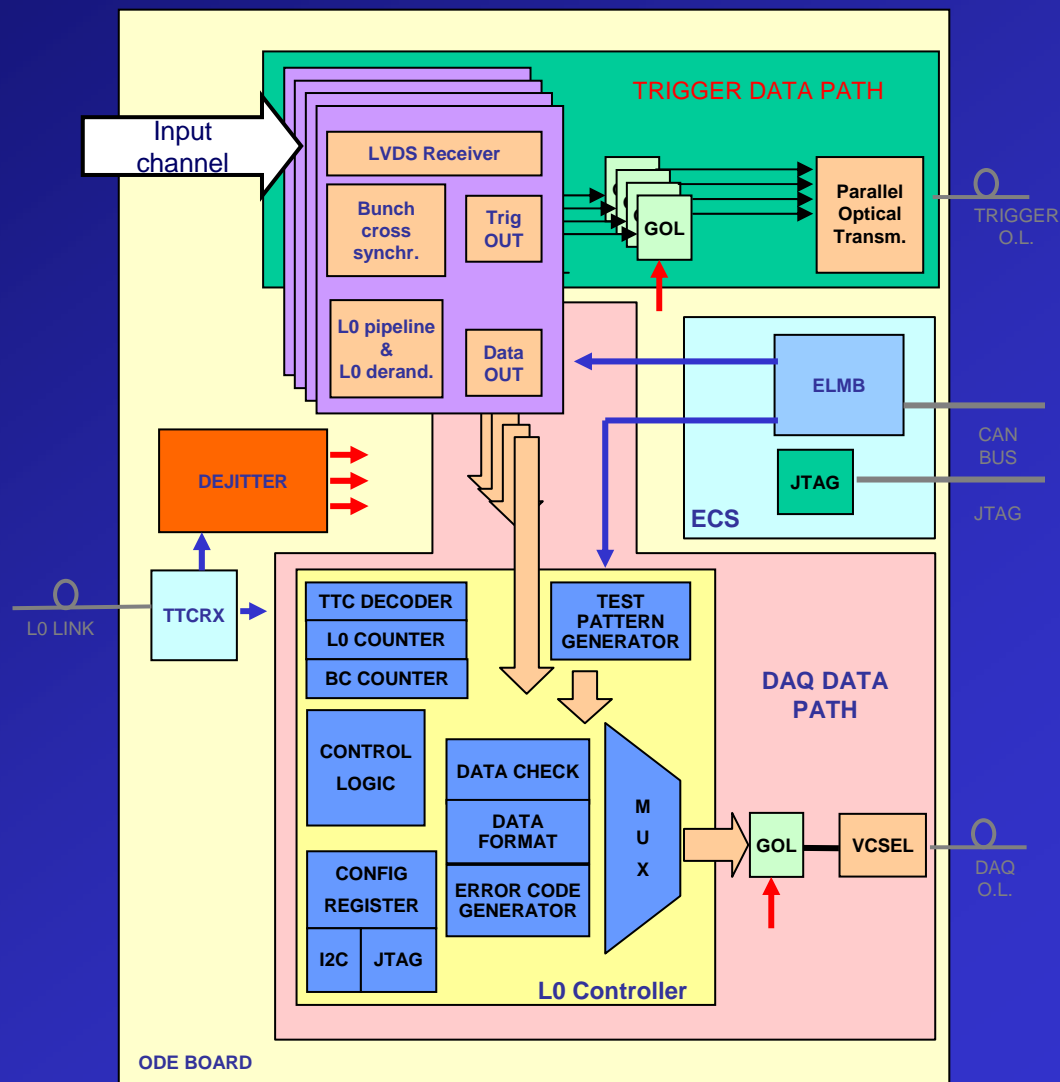 TRIGGER DATA PATH
Input
channel
LVDS Receiver
Bunch
cross
synchr.
Trig
OUT
GOL
Parallel
Optical
Transm.
TRIGGER
O.L.
L0 pipeline
&
L0 derand.
Data
OUT
ELMB
CAN
BUS
JTAG
JTAG
ECS
DEJITTER
TTCRX
L0 LINK
TTC DECODER
L0 COUNTER
BC COUNTER
TEST
PATTERN
GENERATOR
DAQ DATA
PATH
CONTROL
LOGIC
DATA CHECK
DATA
FORMAT
ERROR CODE
GENERATOR
M
U
X
GOL
VCSEL
DAQ
O.L.
CONFIG
REGISTER
I2C
JTAG
L0 Controller
ODE BOARD